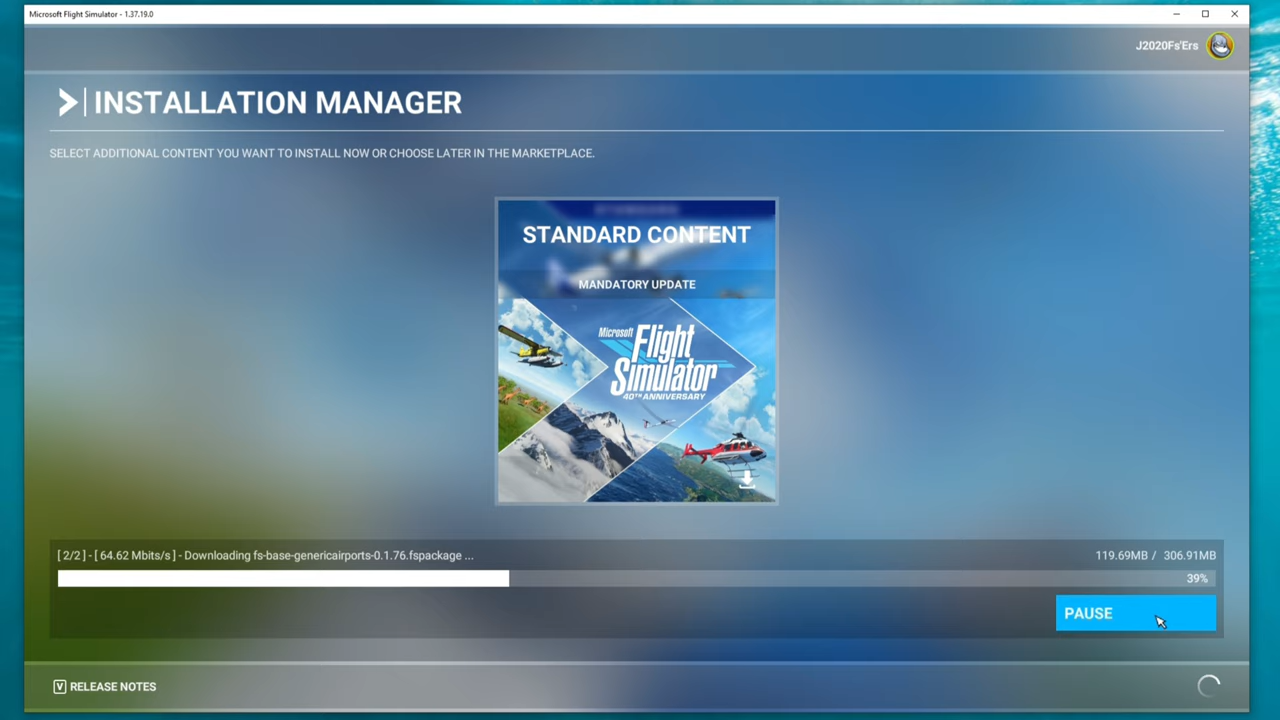 Microsoft Flight Simulator - 1.37.19.0
J2020Fs'Ers
INSTALLATION MANAGER
SELECT ADDITIONAL CONTENT YOU WANT TO INSTALL NOW OR CHOOSE LATER IN THE MARKETPLACE.
STANDARD CONTENT
MANDATORY UPDATE
Microsoft
Flight
Simulator
40TH ANNIVERSARY
[ 2/2 ] - [ 64.62 Mbits/s ] - Downloading fs-base-genericairports-0.1.76.fspackage ...
119.69MB / 306.91MB
39%
PAUSE
V RELEASE NOTES